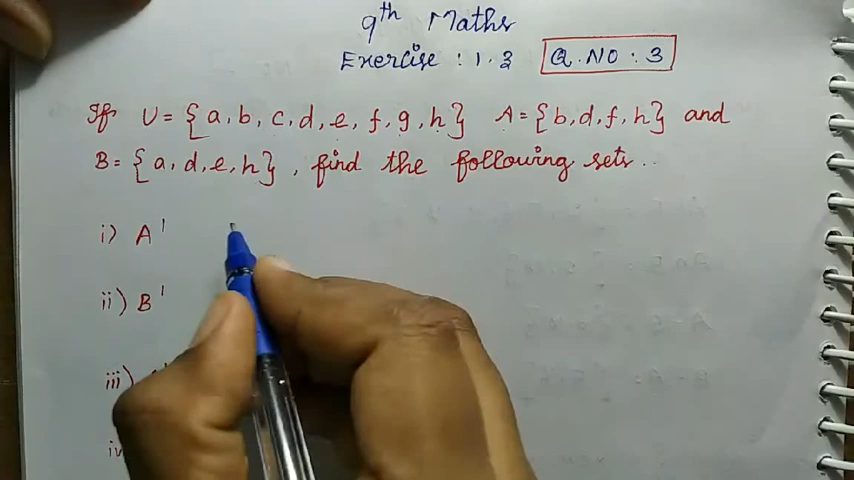 9th Maths
Exercise : 1.3 Q.NO : 3
If U = {a, b, c, d, e, f, g, h} A = {b, d, f, h} and
B = {a, d, e, h}, find the following sets..
i) A'
ii) B'
iii)